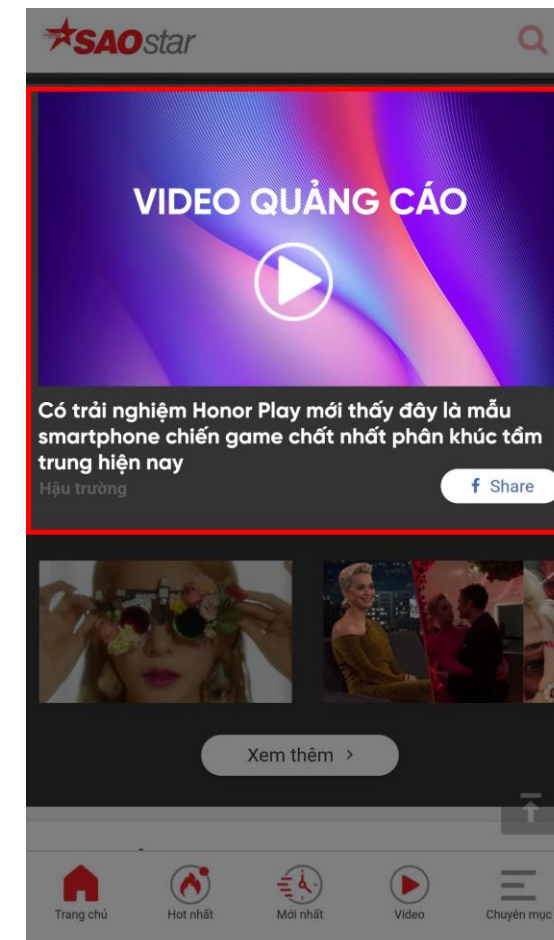 SAOstar
VIDEO QUẢNG CÁO
Có trải nghiệm Honor Play mới thấy đây là mẫu
smartphone chiến game chất nhất phân khúc tầm
trung hiện nay
Hậu trường
f Share
Xem thêm >
Trang chủ
Hot nhất
Mới nhất
Video
Chuyên mục